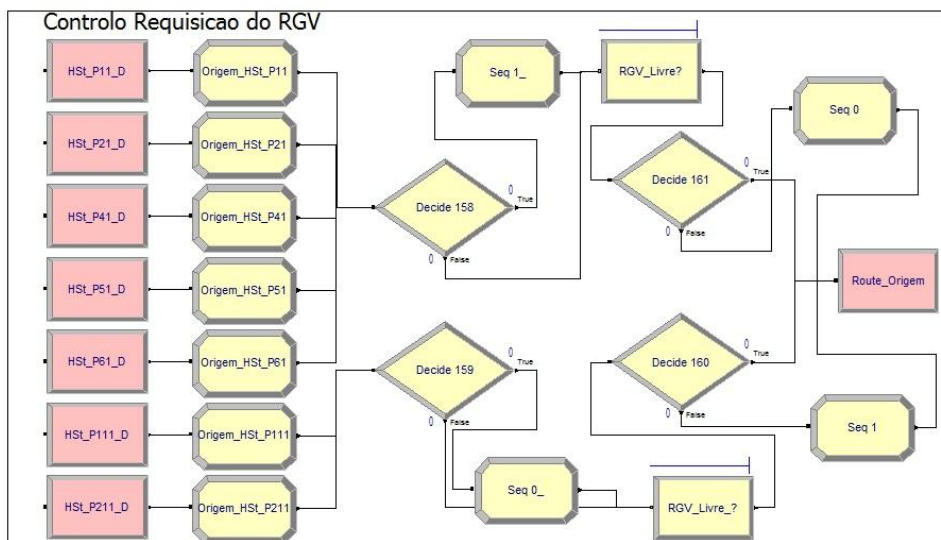 Controlo Requisicao do RGV
HSt_P11_D
Origem_HSt_P11
Seq 1_
RGV_Livre?
Seq 0
HSt_P21_D
Origem_HSt_P21
0
True
Decide 158
0
False
0
True
Decide 161
0
False
HSt_P41_D
Origem_HSt_P41
HSt_P51_D
Origem_HSt_P51
Route_Origem
HSt_P61_D
Origem_HSt_P61
0
True
Decide 159
0
False
0
True
Decide 160
0
False
HSt_P111_D
Origem_HSt_P111
Seq 1
HSt_P211_D
Origem_HSt_P211
Seq 0_
RGV_Livre_?